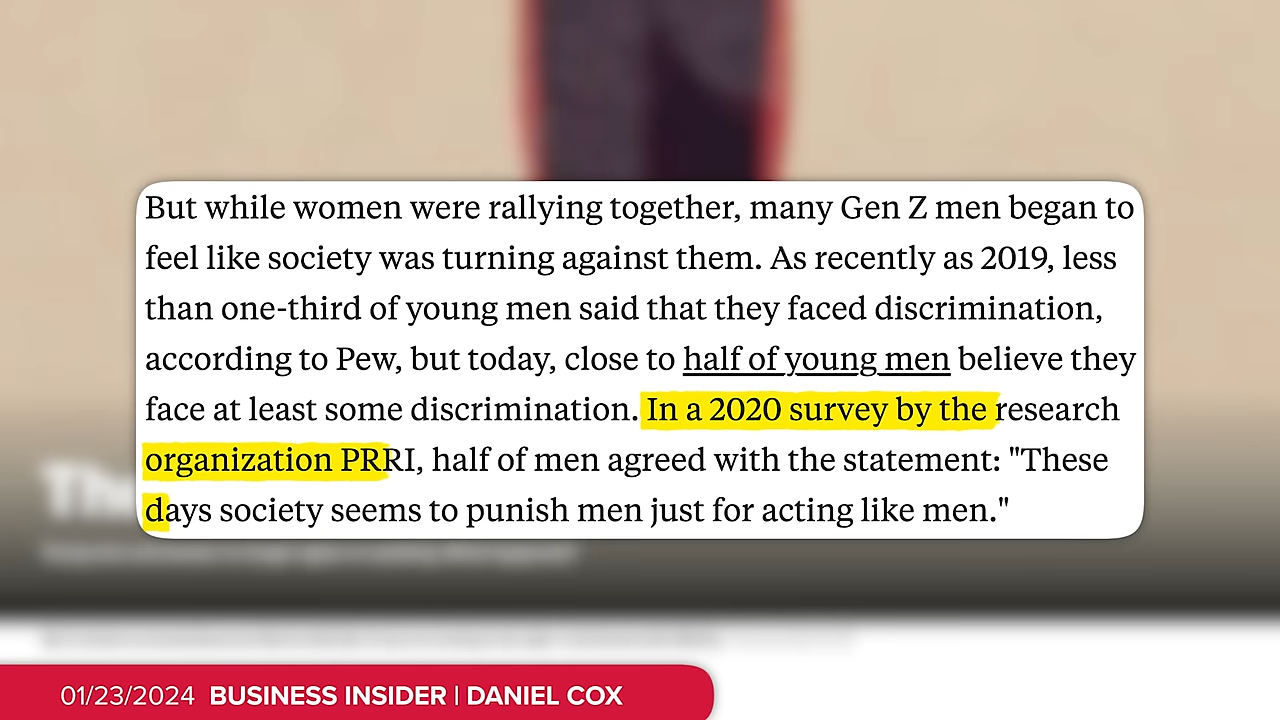 But while women were rallying together, many Gen Z men began to
feel like society was turning against them. As recently as 2019, less
than one-third of young men said that they faced discrimination,
according to Pew, but today, close to half of young men believe they
face at least some discrimination. In a 2020 survey by the research
organization PRRI, half of men agreed with the statement: "These
days society seems to punish men just for acting like men."
01/23/2024 BUSINESS INSIDER | DANIEL COX